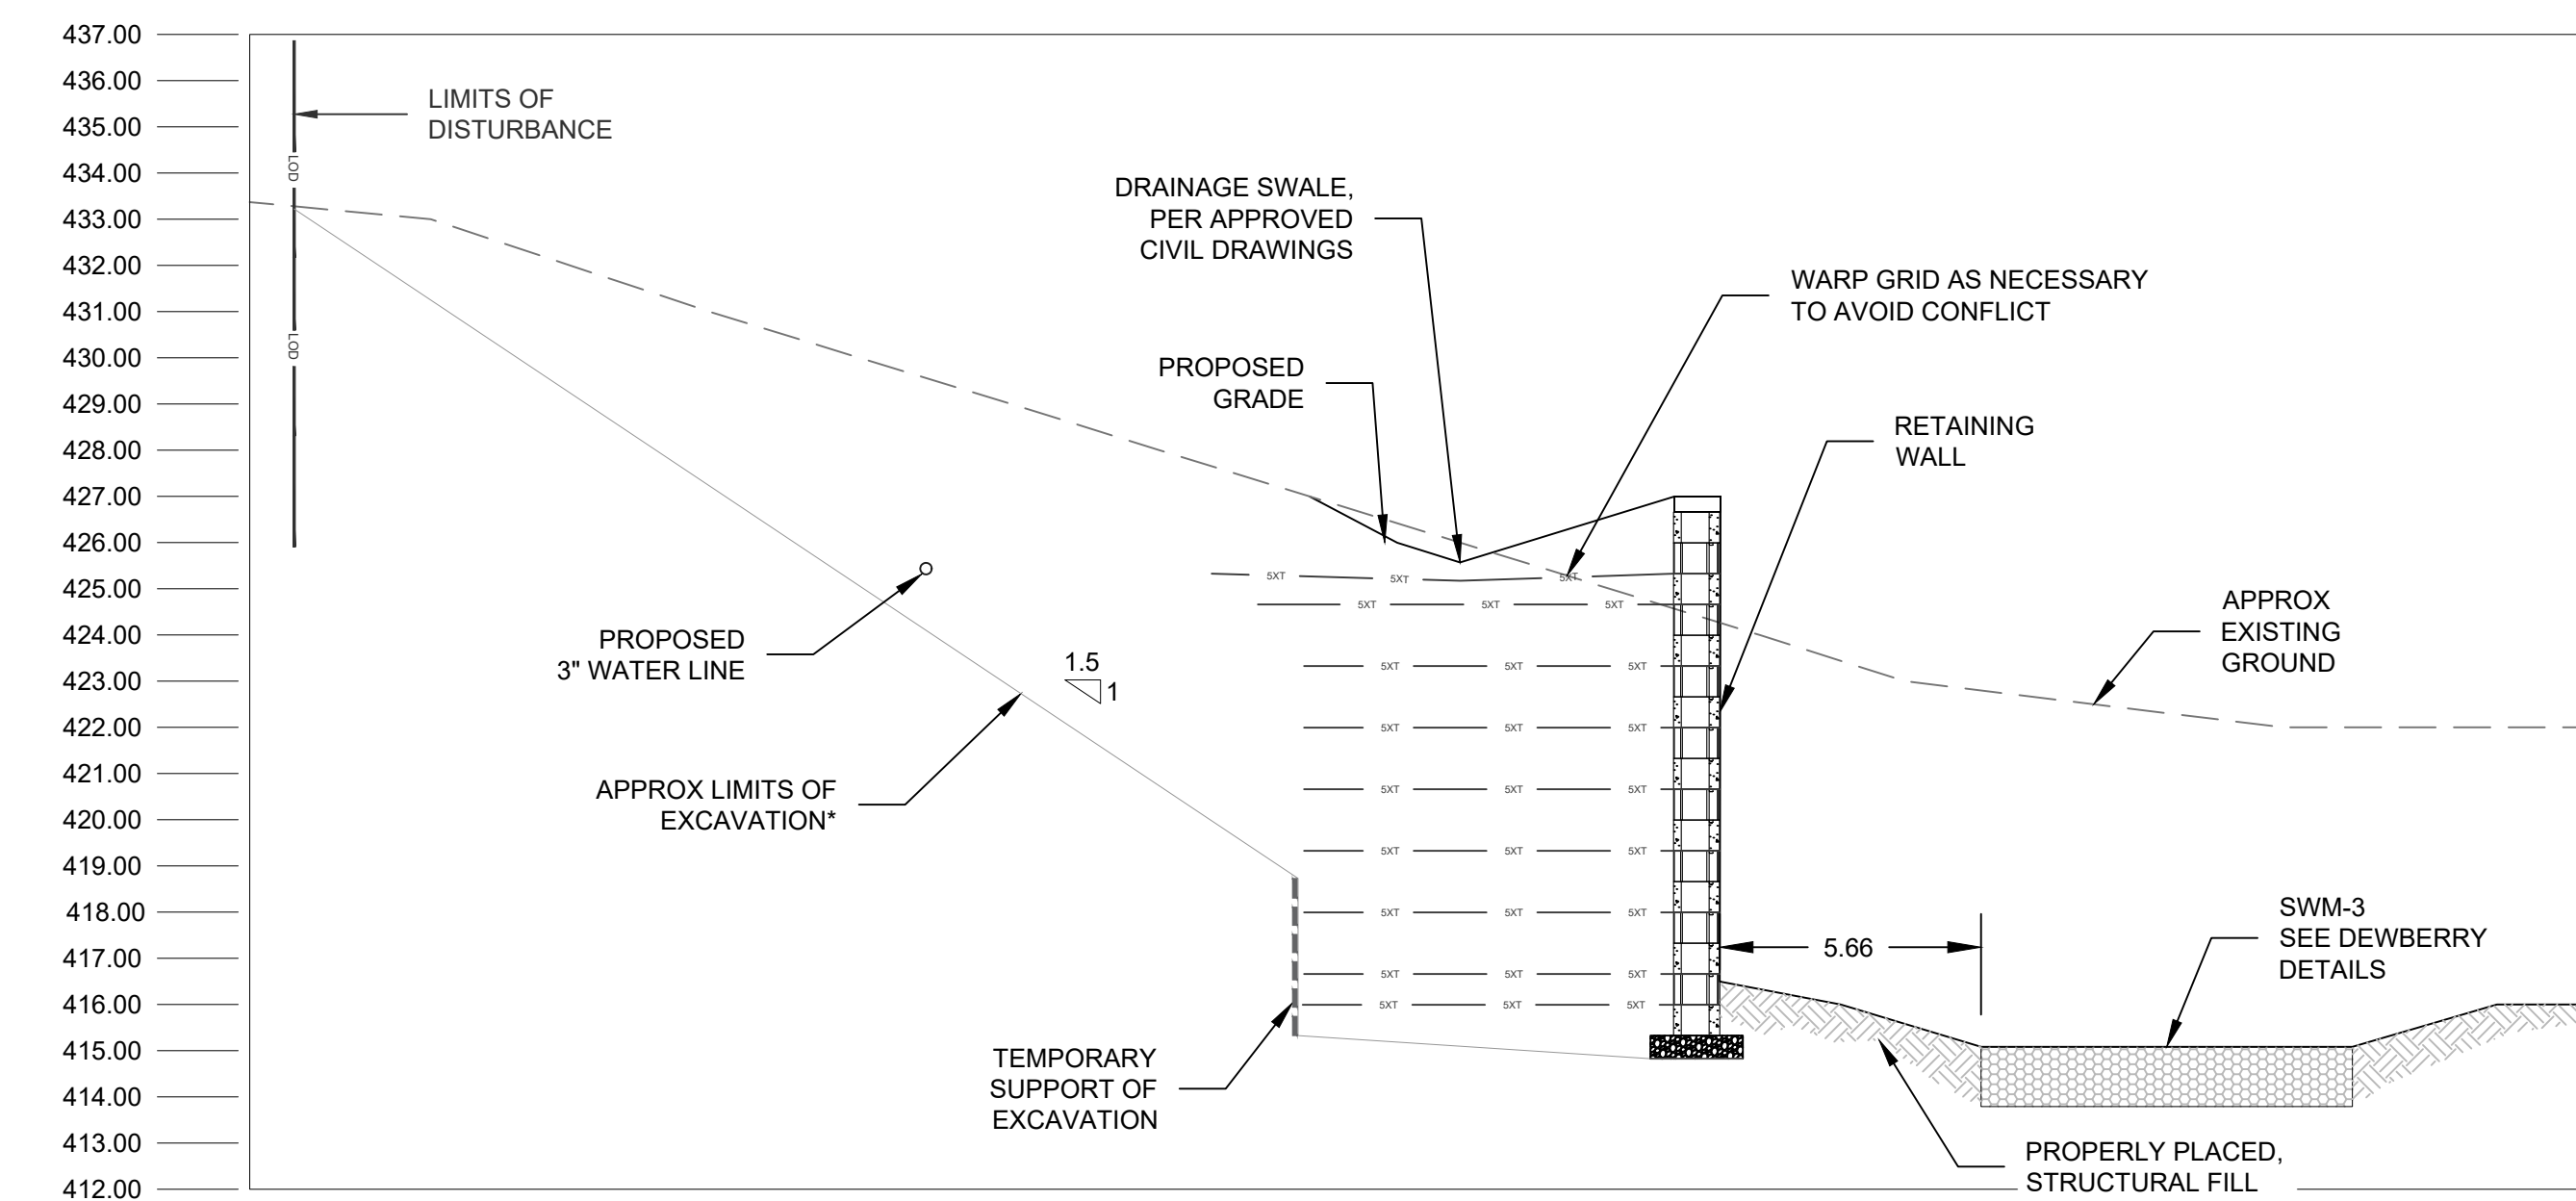 437.00
436.00
435.00
434.00
433.00
432.00
431.00
430.00
429.00
428.00
427.00
426.00
425.00
424.00
423.00
422.00
421.00
420.00
419.00
418.00
417.00
416.00
415.00
414.00
413.00
412.00
LIMITS OF
DISTURBANCE
LOD
LOD
DRAINAGE SWALE,
PER APPROVED
CIVIL DRAWINGS
WARP GRID AS NECESSARY
TO AVOID CONFLICT
PROPOSED
GRADE
RETAINING
WALL
5XT 5XT 5XT
5XT 5XT 5XT
APPROX
EXISTING
GROUND
PROPOSED
3" WATER LINE
1.5
1
5XT 5XT 5XT
5XT 5XT 5XT
APPROX LIMITS OF
EXCAVATION*
5XT 5XT 5XT
5XT 5XT 5XT
5XT 5XT 5XT
5.66
SWM-3
SEE DEWBERRY
DETAILS
5XT 5XT 5XT
5XT 5XT 5XT
TEMPORARY
SUPPORT OF
EXCAVATION
PROPERLY PLACED,
STRUCTURAL FILL